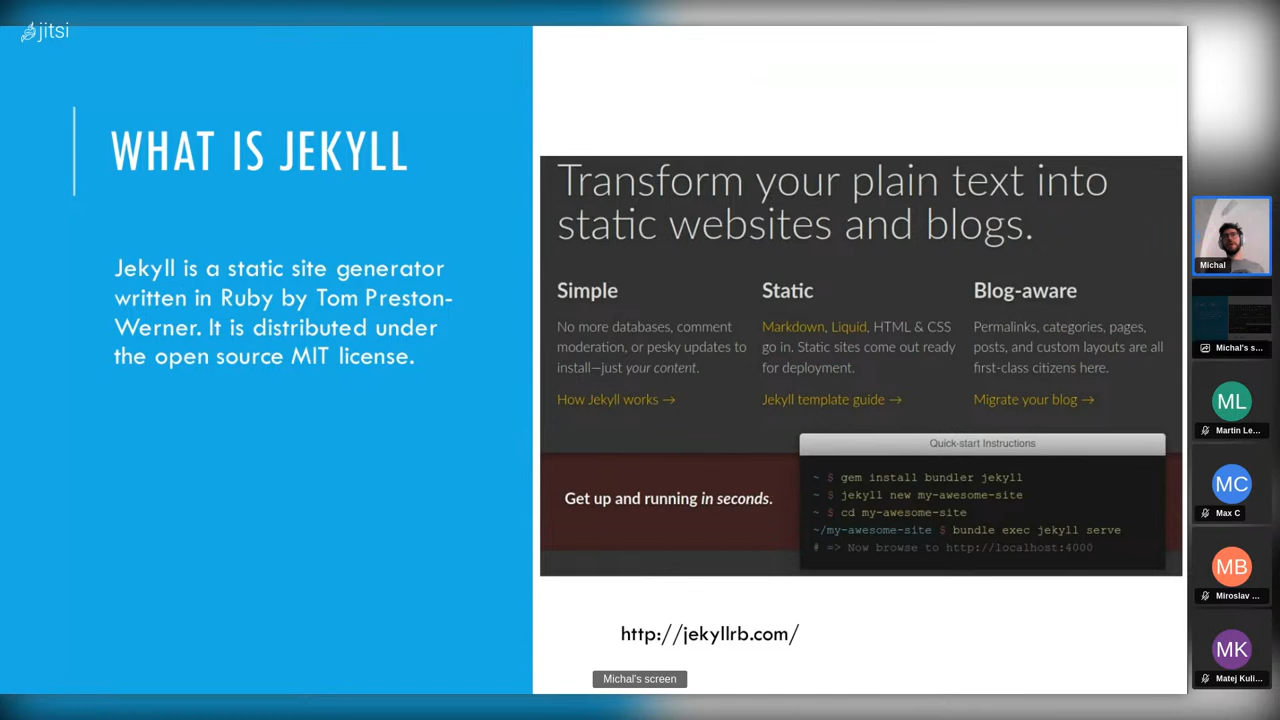 jitsi
WHAT IS JEKYLL
Jekyll is a static site generator
written in Ruby by Tom Preston-
Werner. It is distributed under
the open source MIT license.
Transform your plain text into
static websites and blogs.
Simple
No more databases, comment
moderation, or pesky updates to
install—just your content.
How Jekyll works →
Static
Markdown, Liquid, HTML & CSS
go in. Static sites come out ready
for deployment.
Jekyll template guide →
Blog-aware
Permalinks, categories, pages,
posts, and custom layouts are all
first-class citizens here.
Migrate your blog →
Get up and running in seconds.
Quick-start Instructions
~ $ gem install bundler jekyll
~ $ jekyll new my-awesome-site
~ $ cd my-awesome-site
~/my-awesome-site $ bundle exec jekyll serve
# => Now browse to http://localhost:4000
http://jekyllrb.com/
Michal's screen
Michal
Michal's s...
ML
Martin Le...
MC
Max C
MB
Miroslav ...
MK
Matej Kuli...